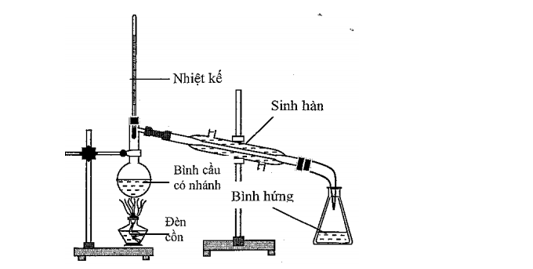 Nhiệt kế
Sinh hàn
Bình cầu
có nhánh
Bình hứng
Đèn
cồn